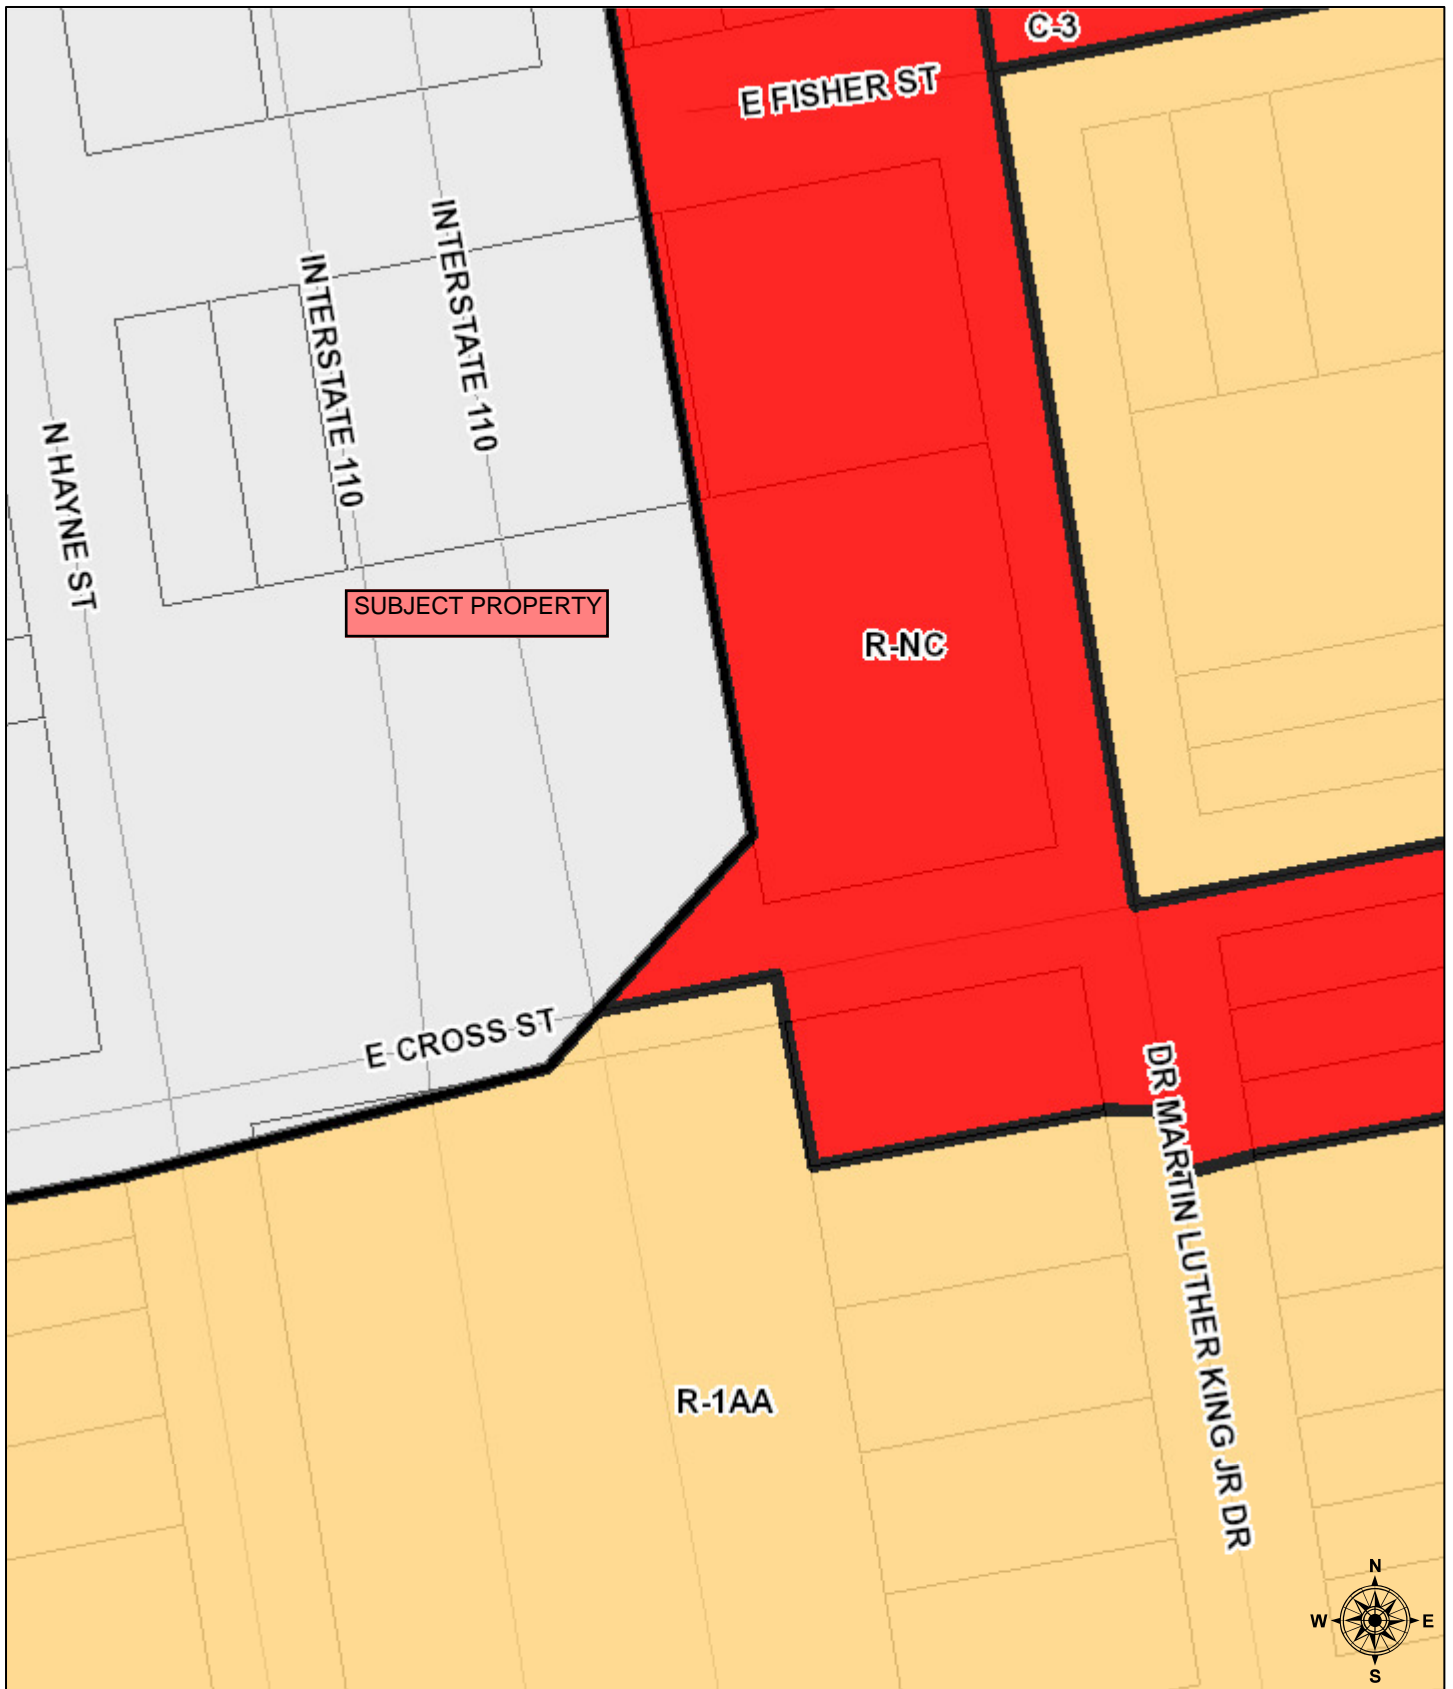 C-3
E FISHER ST
INTERSTATE 110
INTERSTATE 110
N HAYNE ST
SUBJECT PROPERTY
R-NC
E CROSS ST
DR MARTIN LUTHER KING JR DR
R-1AA
N
W E
S